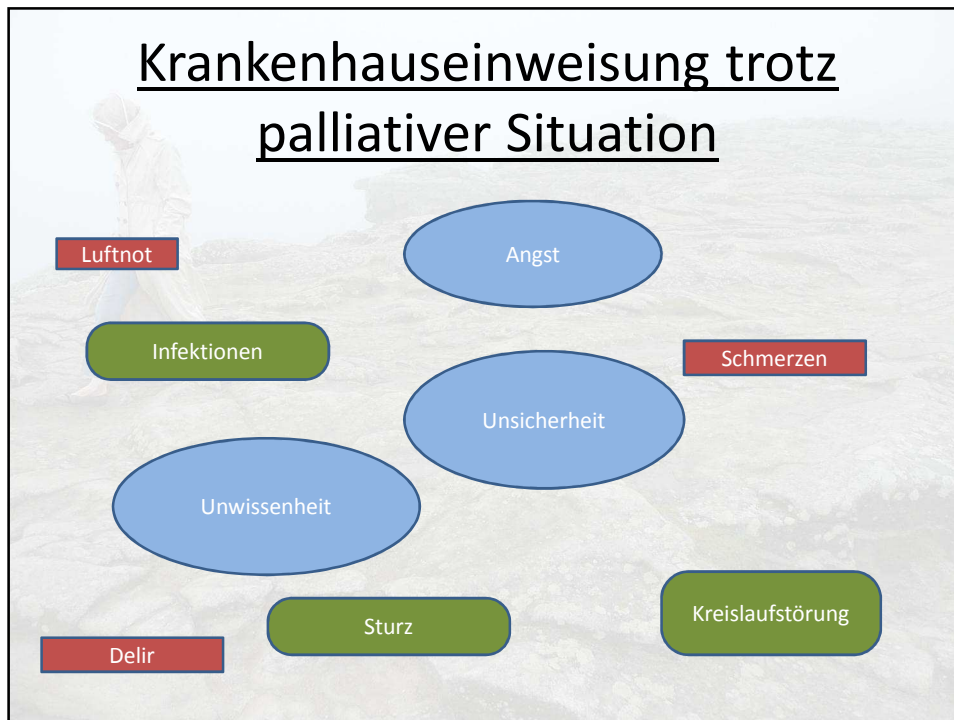 Krankenhauseinweisung trotz
palliativer Situation
Luftnot
Angst
Infektionen
Schmerzen
Unsicherheit
Unwissenheit
Kreislaufstörung
Sturz
Delir